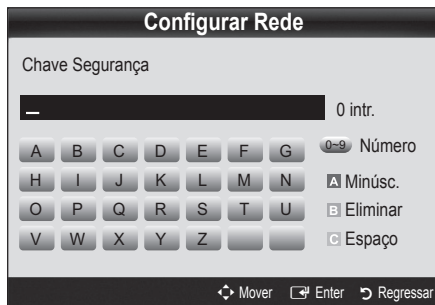 Configurar Rede
Chave Segurança
_ 0 intr.
A B C D E F G 0~9 Número
H I J K L M N A Minúsc.
O P Q R S T U B Eliminar
V W X Y Z C Espaço
Mover Enter Regressar